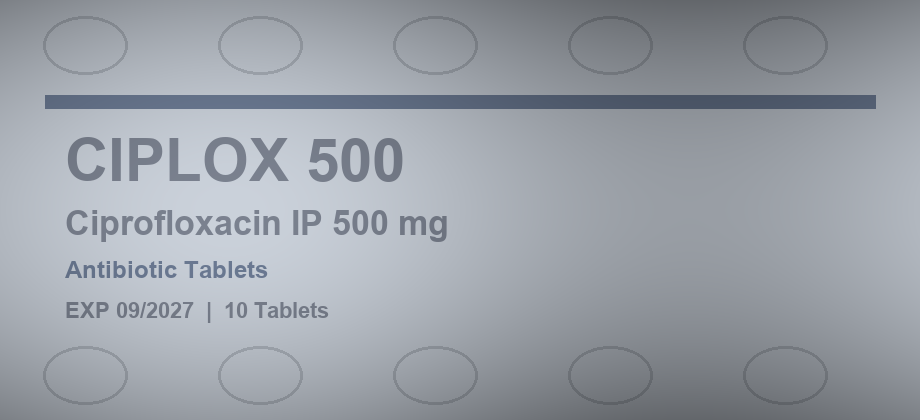 CIPLOX 500
Ciprofloxacin IP 500 mg
Antibiotic Tablets
EXP 09/2027 | 10 Tablets